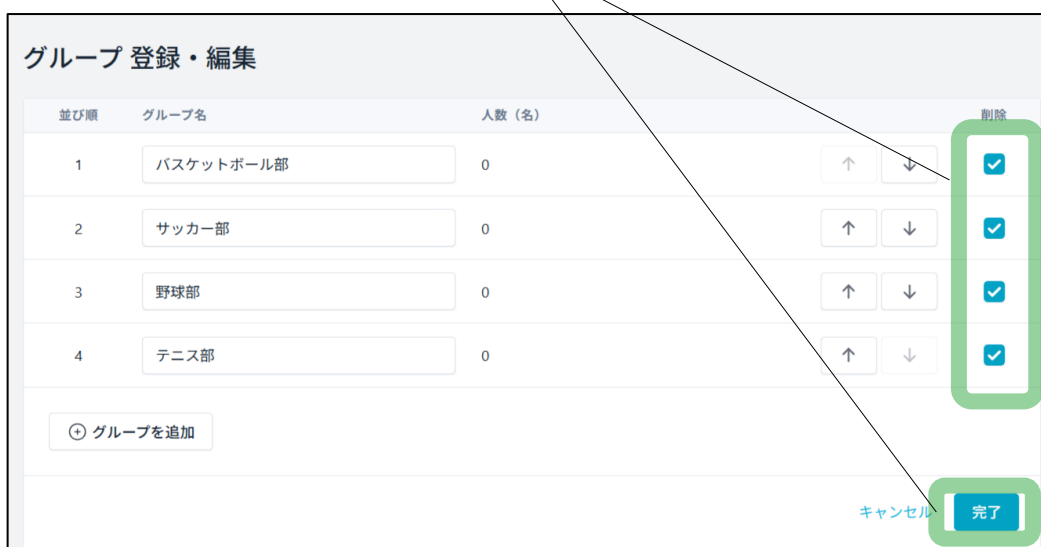 グループ 登録・編集
並び順 グループ名 人数（名） 削除
1 バスケットボール部 0 ↑ ↓
2 サッカー部 0 ↑ ↓
3 野球部 0 ↑ ↓
4 テニス部 0 ↑ ↓
グループを追加
キャンセル 完了